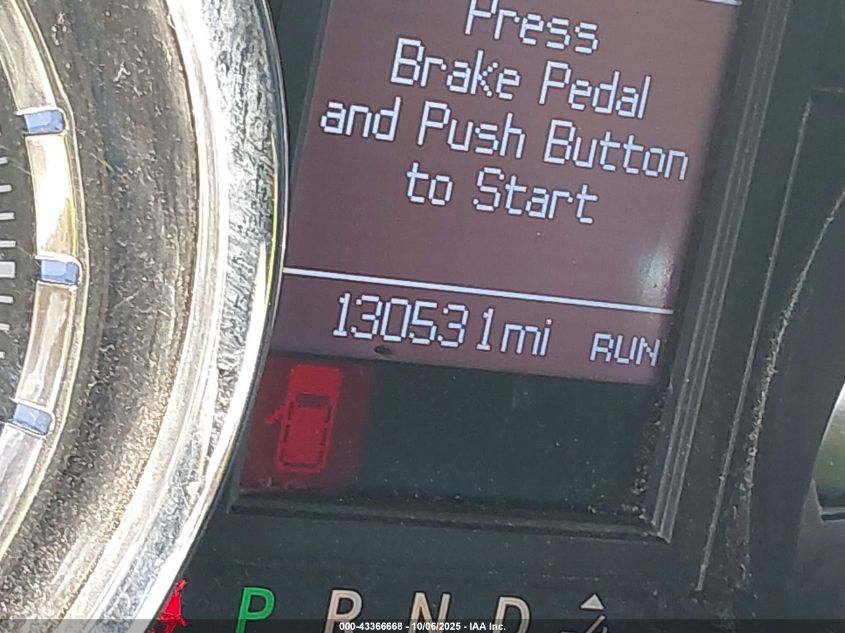 Press
Brake Pedal
and Push Button
to Start
130531mi RUN
P R N D
000-43366668 - 10/06/2025 - IAA Inc.